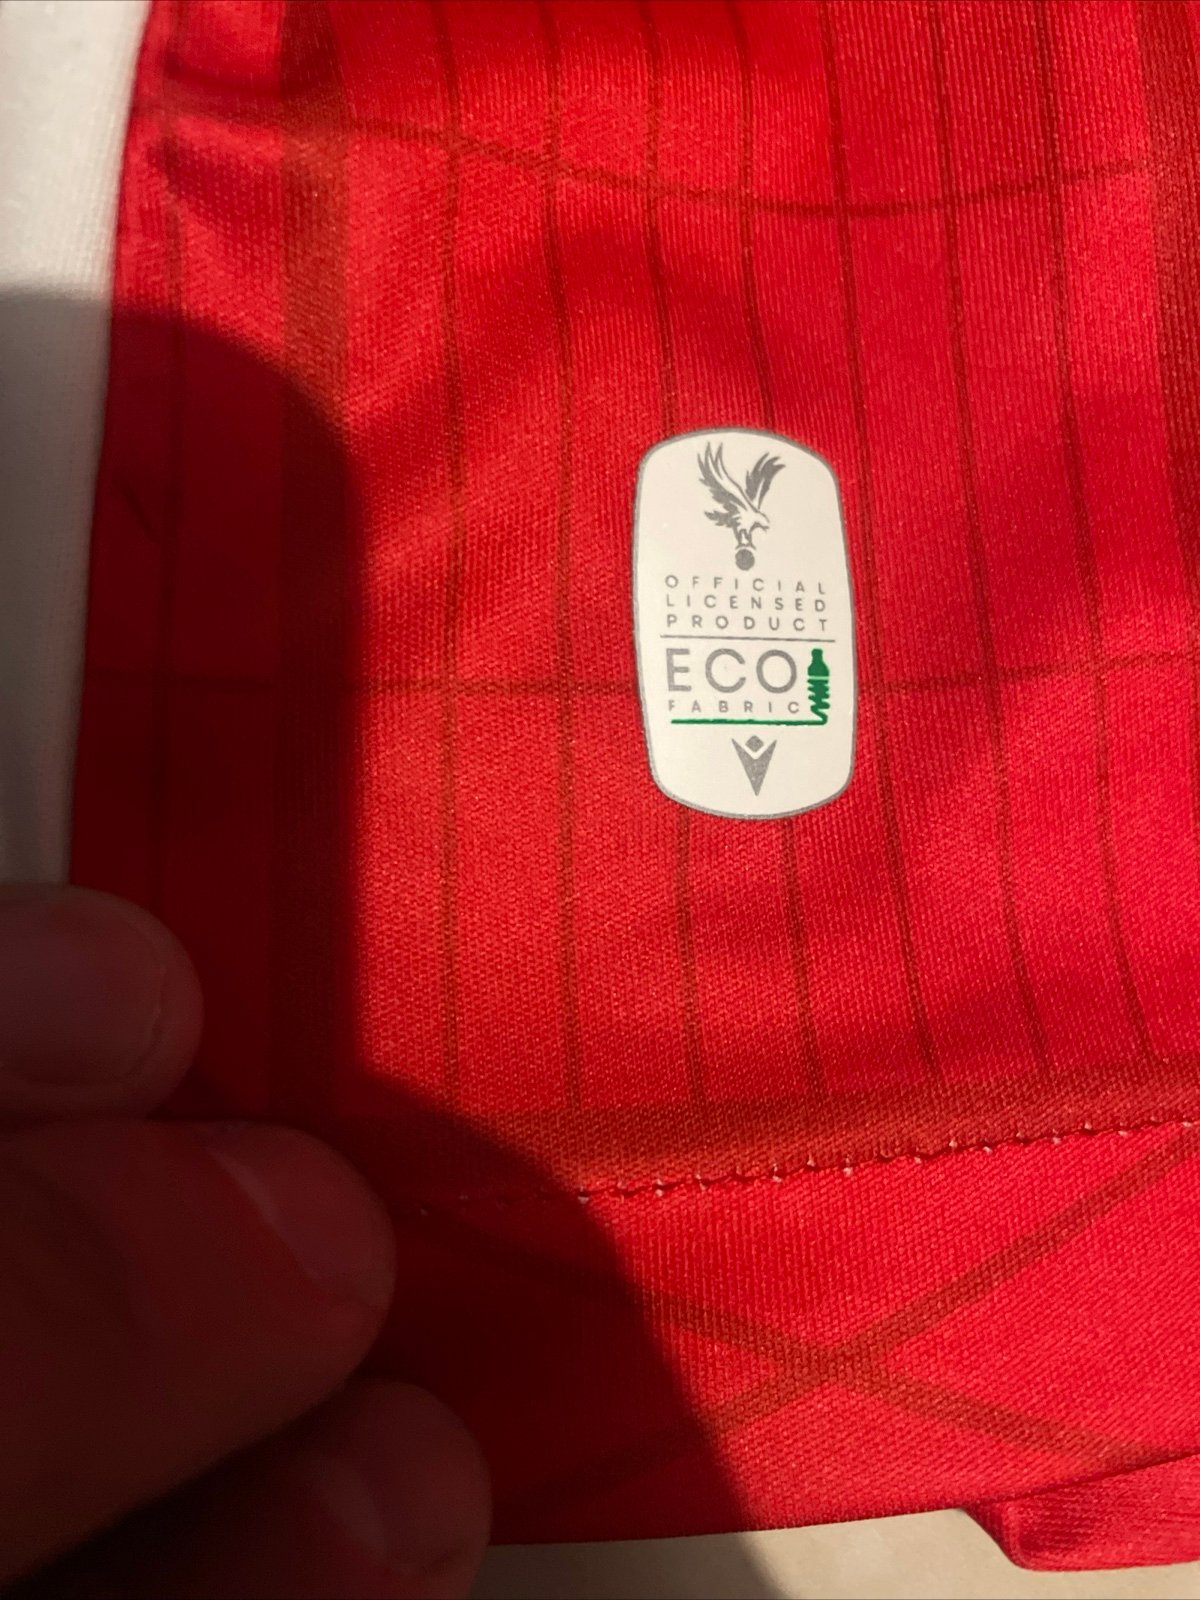 OFFICIAL
LICENSED
PRODUCT
ECO
FABRIC